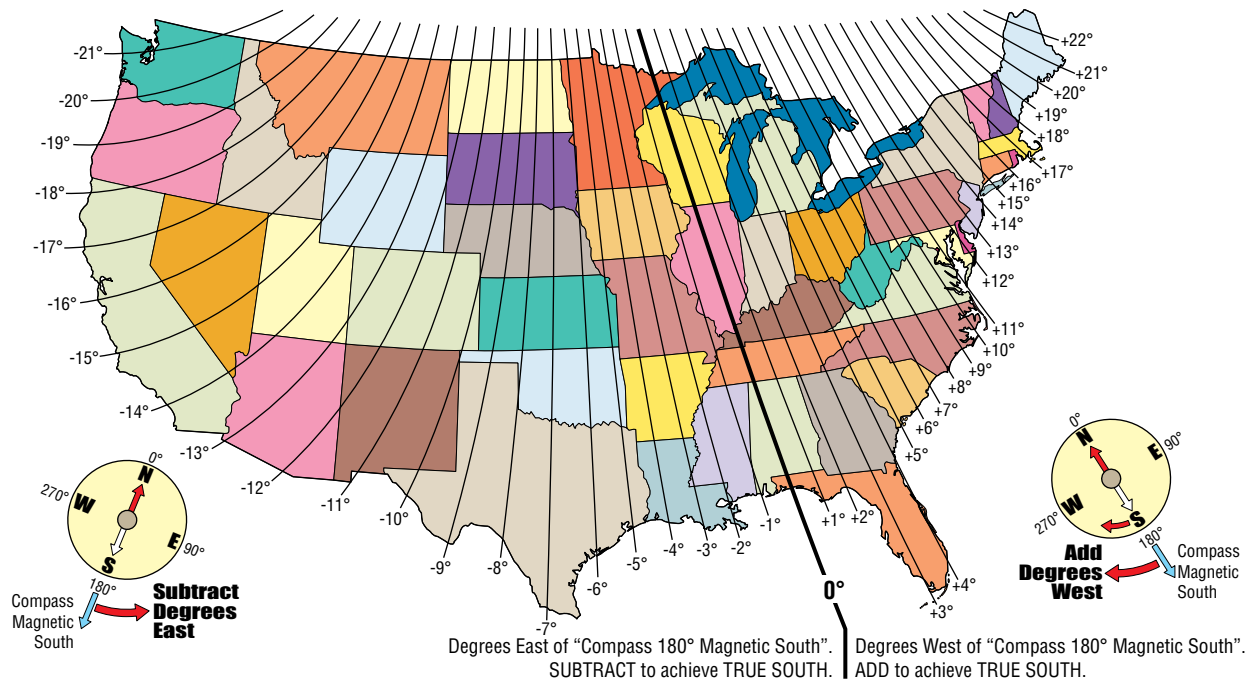 -21°
-20°
-19°
-18°
-17°
-16°
-15°
-14°
-13°
-12°
-11°
-10°
-9°
-8°
-7°
-6°
-5°
-4°
-3°
-2°
-1°
0°
+1°
+2°
+3°
+4°
+5°
+6°
+7°
+8°
+9°
+10°
+11°
+12°
+13°
+14°
+15°
+16°
+17°
+18°
+19°
+20°
+21°
+22°
0°
N
270°
W
E
90°
S
180°
Compass
Magnetic
South
Subtract
Degrees
East
0°
N
90°
E
W
270°
S
180°
Add
Degrees
West
Compass
Magnetic
South
Degrees East of “Compass 180° Magnetic South”.
SUBTRACT to achieve TRUE SOUTH.
Degrees West of “Compass 180° Magnetic South”.
ADD to achieve TRUE SOUTH.